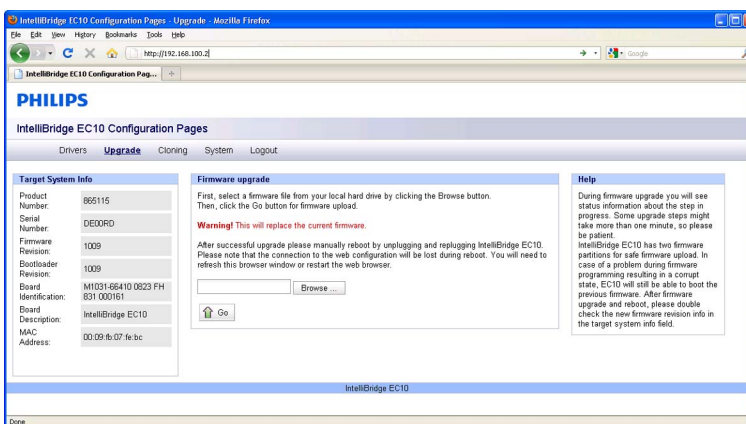 IntelliBridge EC10 Configuration Pages - Upgrade - Mozilla Firefox
File Edit View History Bookmarks Tools Help
http://192.168.100.2
Google
IntelliBridge EC10 Configuration Pag...
PHILIPS
IntelliBridge EC10 Configuration Pages
Drivers Upgrade Cloning System Logout
Target System Info
Product
Number:
865115
Serial
Number:
DE00RD
Firmware
Revision:
1009
Bootloader
Revision:
1009
Board
Identification:
M1031-66410 0823 FH
831 000161
Board
Description:
IntelliBridge EC10
MAC
Address:
00:09:fb:07:fe:bc
Firmware upgrade
First, select a firmware file from your local hard drive by clicking the Browse button.
Then, click the Go button for firmware upload.
Warning! This will replace the current firmware.
After successful upgrade please manually reboot by unplugging and replugging IntelliBridge EC10.
Please note that the connection to the web configuration will be lost during reboot. You will need to
refresh this browser window or restart the web browser.
Browse ...
Go
Help
During firmware upgrade you will see
status information about the step in
progress. Some upgrade steps might
take more than one minute, so please
be patient.
IntelliBridge EC10 has two firmware
partitions for safe firmware upload. In
case of a problem during firmware
programming resulting in a corrupt
state, EC10 will still be able to boot the
previous firmware. After firmware
upgrade and reboot, please double
check the new firmware revision info in
the target system info field.
IntelliBridge EC10
Done